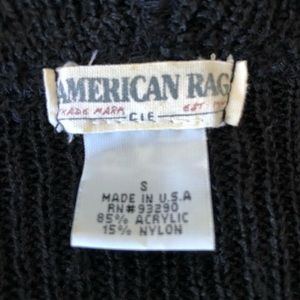 AMERICAN RAG
TRADE MARK EST
CIE
S
MADE IN U.S.A
RN#93290
85% ACRYLIC
15% NYLON